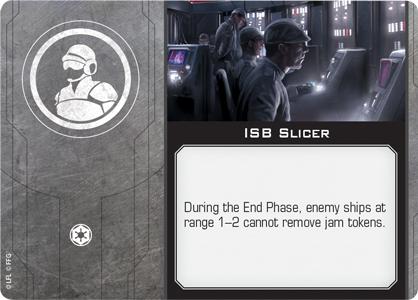 ISB Slicer
During the End Phase, enemy ships at
range 1–2 cannot remove jam tokens.
©LFL ©FFG